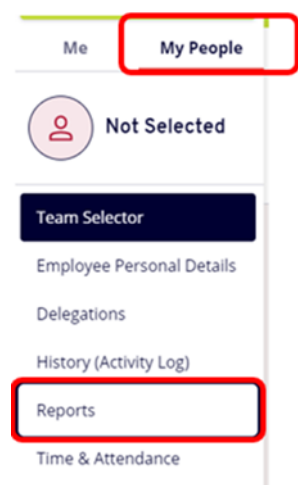 Me My People
Not Selected
Team Selector
Employee Personal Details
Delegations
History (Activity Log)
Reports
Time & Attendance